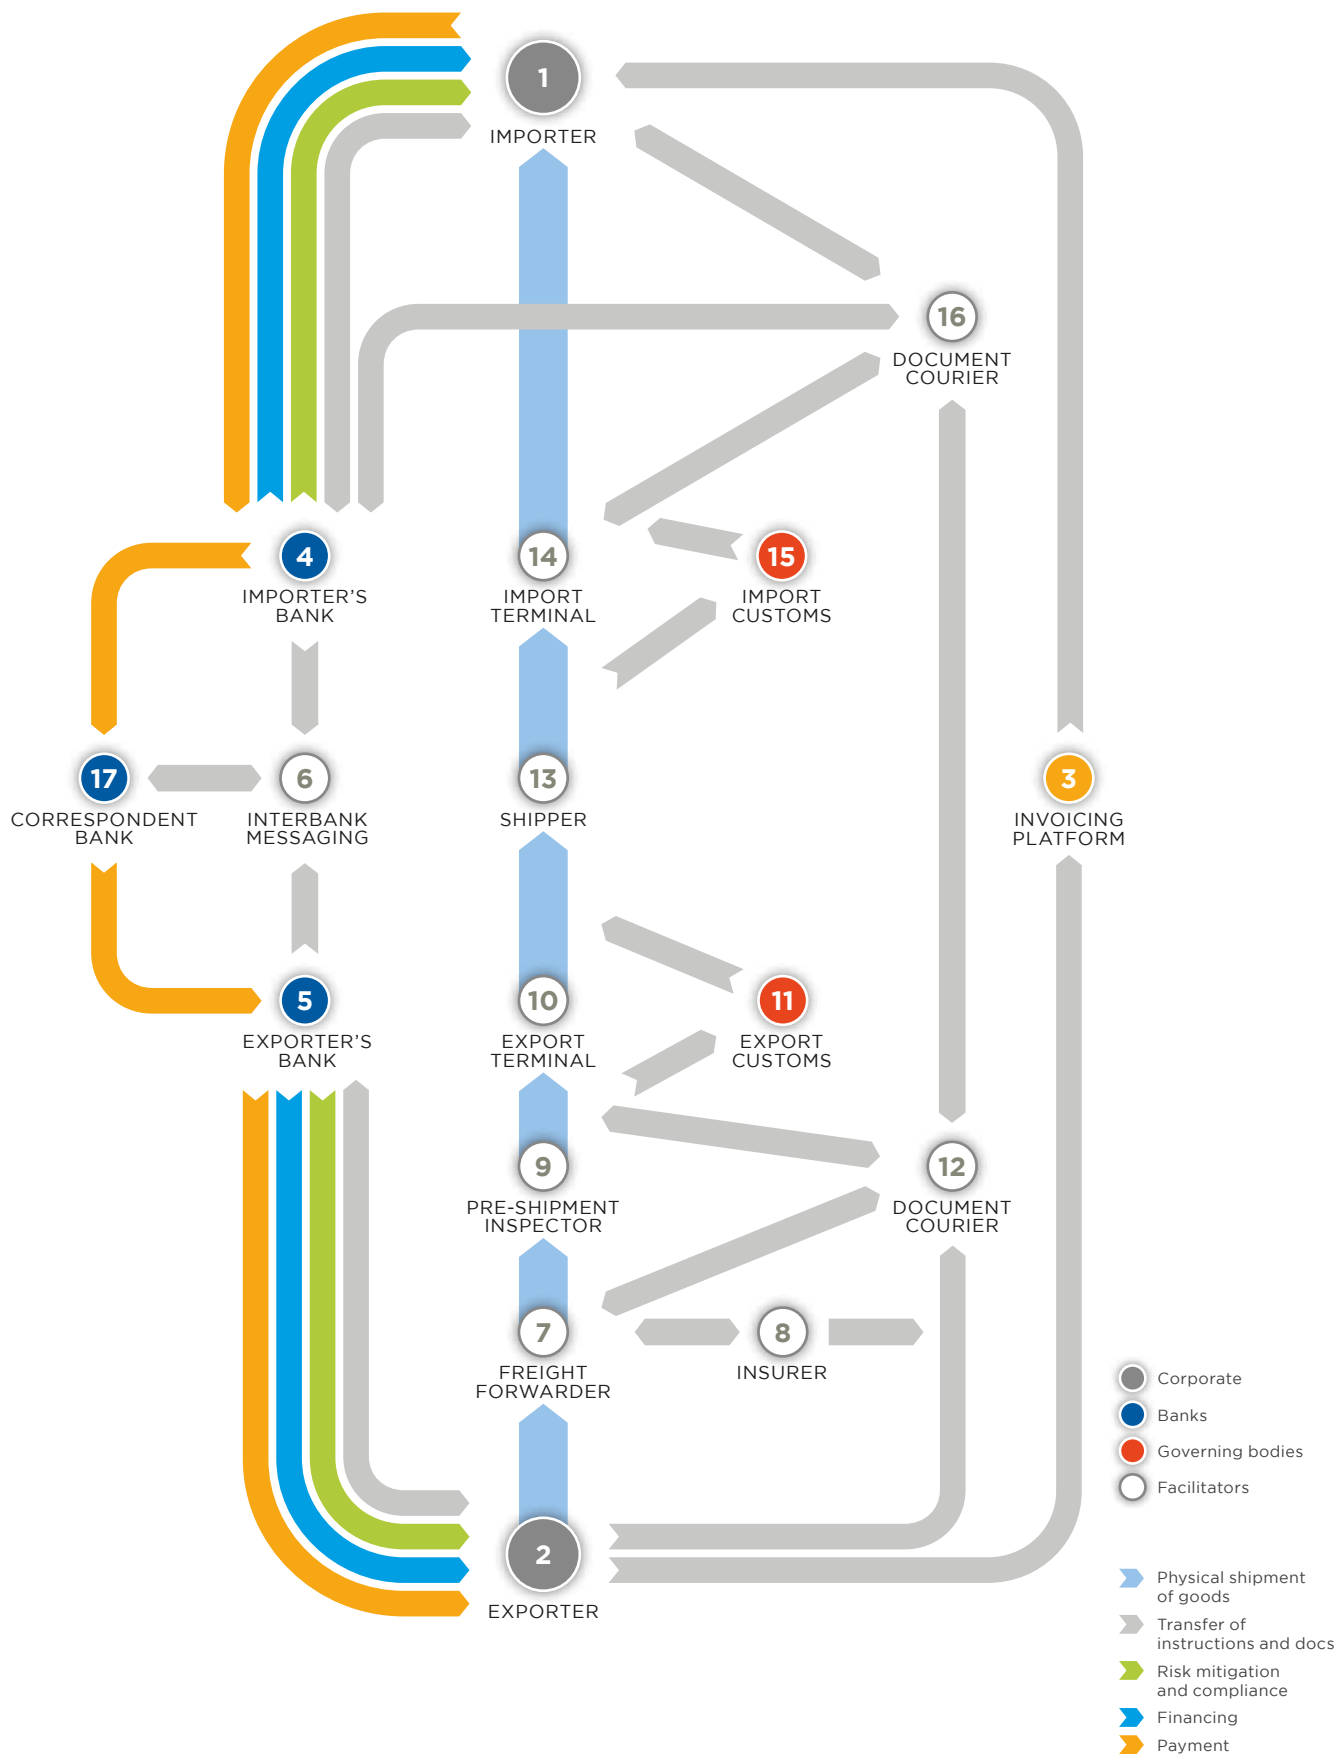 1
IMPORTER
16
DOCUMENT
COURIER
4
IMPORTER'S
BANK
14
IMPORT
TERMINAL
15
IMPORT
CUSTOMS
17
CORRESPONDENT
BANK
6
INTERBANK
MESSAGING
13
SHIPPER
3
INVOICING
PLATFORM
5
EXPORTER'S
BANK
10
EXPORT
TERMINAL
11
EXPORT
CUSTOMS
9
PRE-SHIPMENT
INSPECTOR
12
DOCUMENT
COURIER
7
FREIGHT
FORWARDER
8
INSURER
2
EXPORTER
Corporate
Banks
Governing bodies
Facilitators
Physical shipment
of goods
Transfer of
instructions and docs
Risk mitigation
and compliance
Financing
Payment